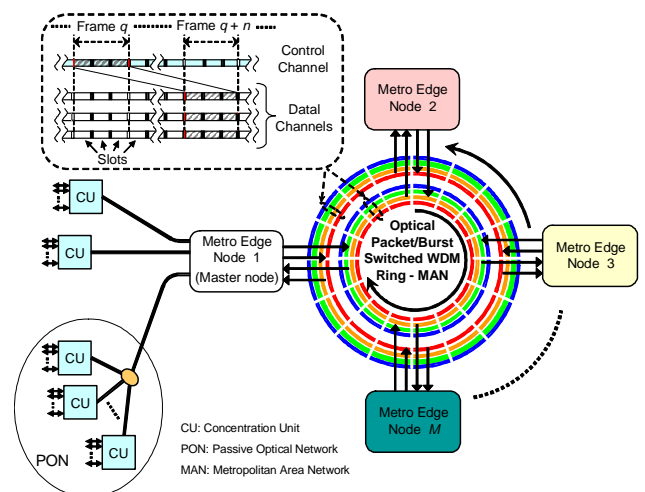 Frame q
Frame q + n
Control
Channel
Datal
Channels
Slots
Metro Edge
Node 2
CU
CU
Metro Edge
Node 1
(Master node)
Optical
Packet/Burst
Switched WDM
Ring - MAN
Metro Edge
Node 3
CU
CU
CU
PON
Metro Edge
Node M
CU: Concentration Unit
PON: Passive Optical Network
MAN: Metropolitan Area Network